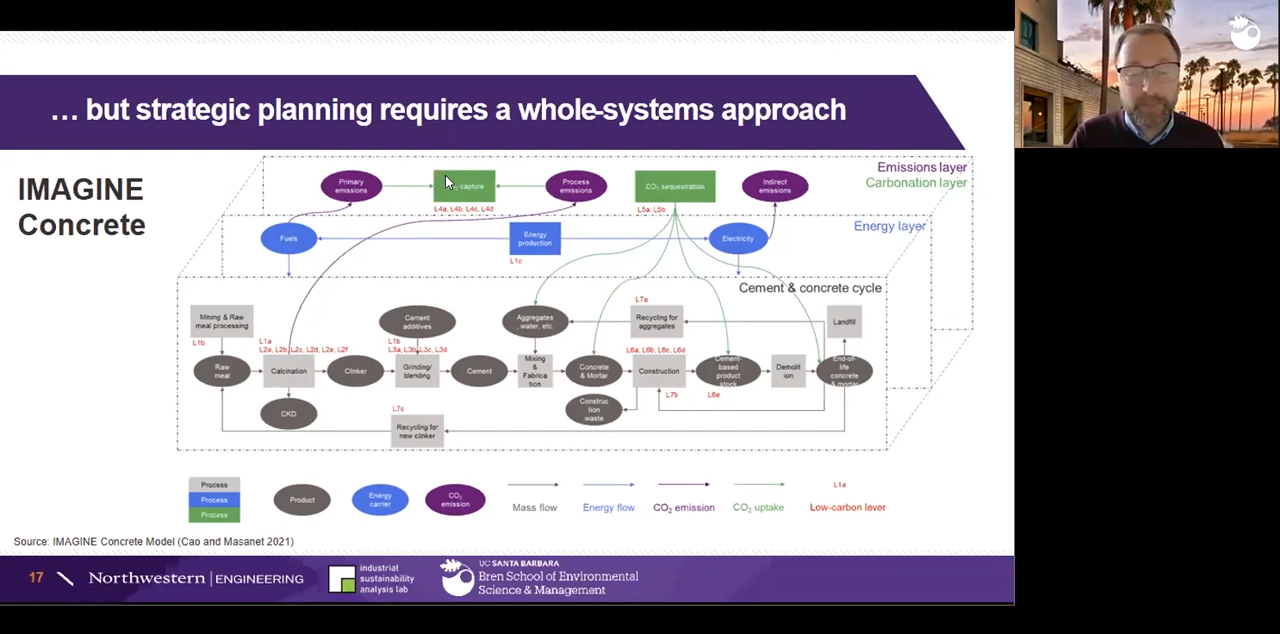 … but strategic planning requires a whole-systems approach
IMAGINE
Concrete
Emissions layer
Carbonation layer
Energy layer
Cement & concrete cycle
Primary
emissions
capture
Process
emissions
CO₂ sequestration
Indirect
emissions
L4a, L4b, L4c, L4d
L5a, L5b
Fuels
Energy
production
Electricity
L1c
Mining & Raw
meal processing
L1b
Cement
additives
Aggregates
, water, etc.
L7a
Recycling for
aggregates
Landfill
L1a
L2a, L2b, L2c, L2d, L2e, L2f
L1b
L3a, L3b, L3c, L3d
L6a, L6b, L6c, L6d
Raw
meal
Calcination
Clinker
Grinding/
blending
Cement
Mixing
&
Fabrica
tion
Concrete
& Mortar
Construction
Cement-
based
product
stock
Demolit
ion
End-of-
life
concrete
& mortar
L7b
L6e
CKD
Construc
tion
waste
L7c
Recycling for
new clinker
Process
Process
Process
Product
Energy
carrier
CO₂
emission
Mass flow
Energy flow
CO₂ emission
CO₂ uptake
L1a
Low-carbon lever
Source: IMAGINE Concrete Model (Cao and Masanet 2021)
17
Northwestern | ENGINEERING
industrial
sustainability
analysis lab
UC SANTA BARBARA
Bren School of Environmental
Science & Management